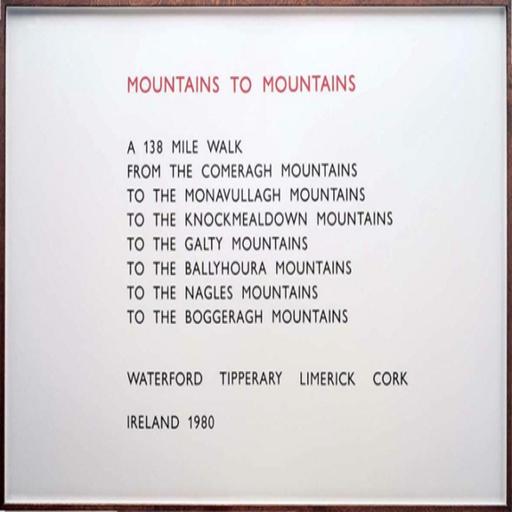 MOUNTAINS TO MOUNTAINS
A 138 MILE WALK
FROM THE COMERAGH MOUNTAINS
TO THE MONAVULLAGH MOUNTAINS
TO THE KNOCKMEALDOWN MOUNTAINS
TO THE GALTY MOUNTAINS
TO THE BALLYHOURA MOUNTAINS
TO THE NAGLES MOUNTAINS
TO THE BOGGERAGH MOUNTAINS
WATERFORD TIPPERARY LIMERICK CORK
IRELAND 1980